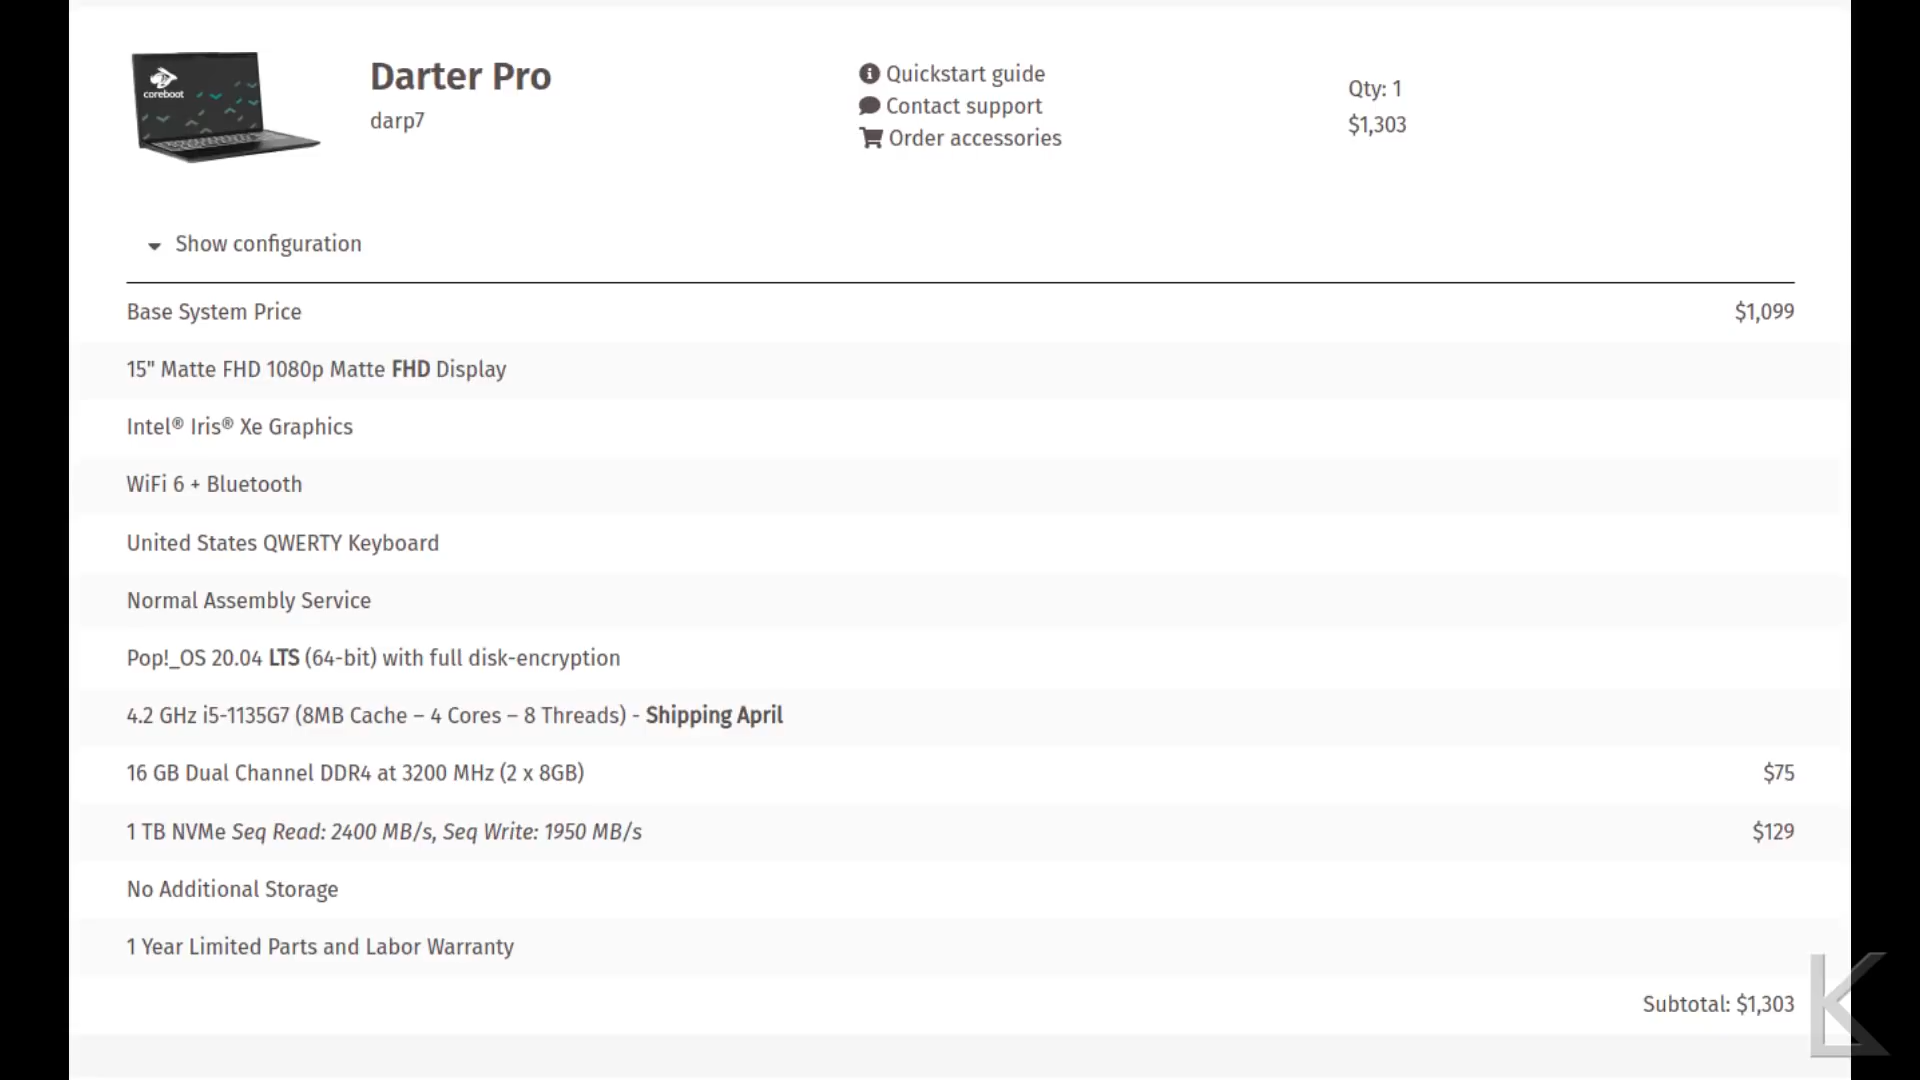 coreboot
Darter Pro
darp7
Quickstart guide
Contact support
Order accessories
Qty: 1
$1,303
Show configuration
Base System Price $1,099
15" Matte FHD 1080p Matte FHD Display
Intel® Iris® Xe Graphics
WiFi 6 + Bluetooth
United States QWERTY Keyboard
Normal Assembly Service
Pop!_OS 20.04 LTS (64-bit) with full disk-encryption
4.2 GHz i5-1135G7 (8MB Cache – 4 Cores – 8 Threads) - Shipping April
16 GB Dual Channel DDR4 at 3200 MHz (2 x 8GB) $75
1 TB NVMe Seq Read: 2400 MB/s, Seq Write: 1950 MB/s $129
No Additional Storage
1 Year Limited Parts and Labor Warranty
Subtotal: $1,303
LK